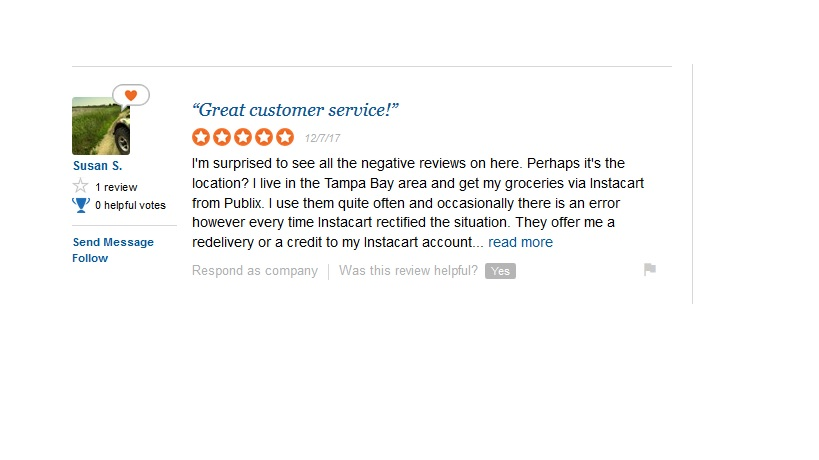 “Great customer service!”
12/7/17
Susan S.
1 review
0 helpful votes
Send Message
Follow
I'm surprised to see all the negative reviews on here. Perhaps it's the
location? I live in the Tampa Bay area and get my groceries via Instacart
from Publix. I use them quite often and occasionally there is an error
however every time Instacart rectified the situation. They offer me a
redelivery or a credit to my Instacart account... read more
Respond as company Was this review helpful? Yes